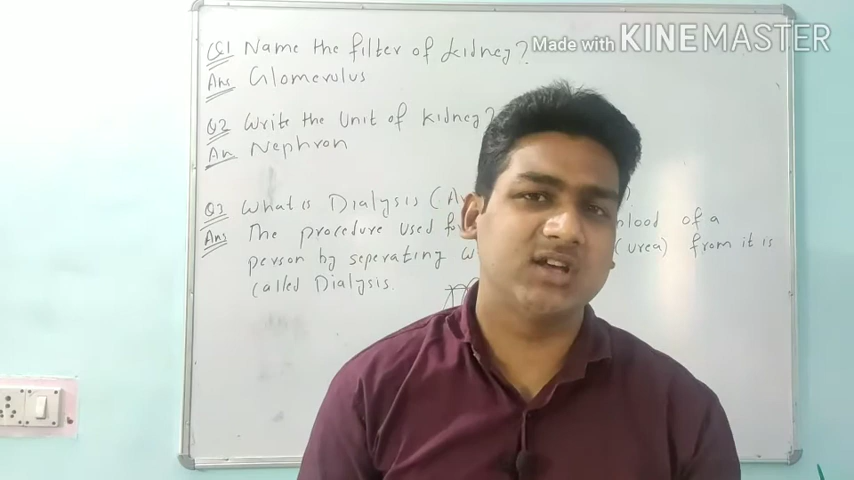 Made with KINEMASTER
Q1 Name the filter of kidney?
Ans Glomerulus
Q2 Write the Unit of kidney?
An Nephron
Q3 What is Dialysis (
Ans The procedure used blood of a
person by seperating (urea) from it is
called Dialysis.